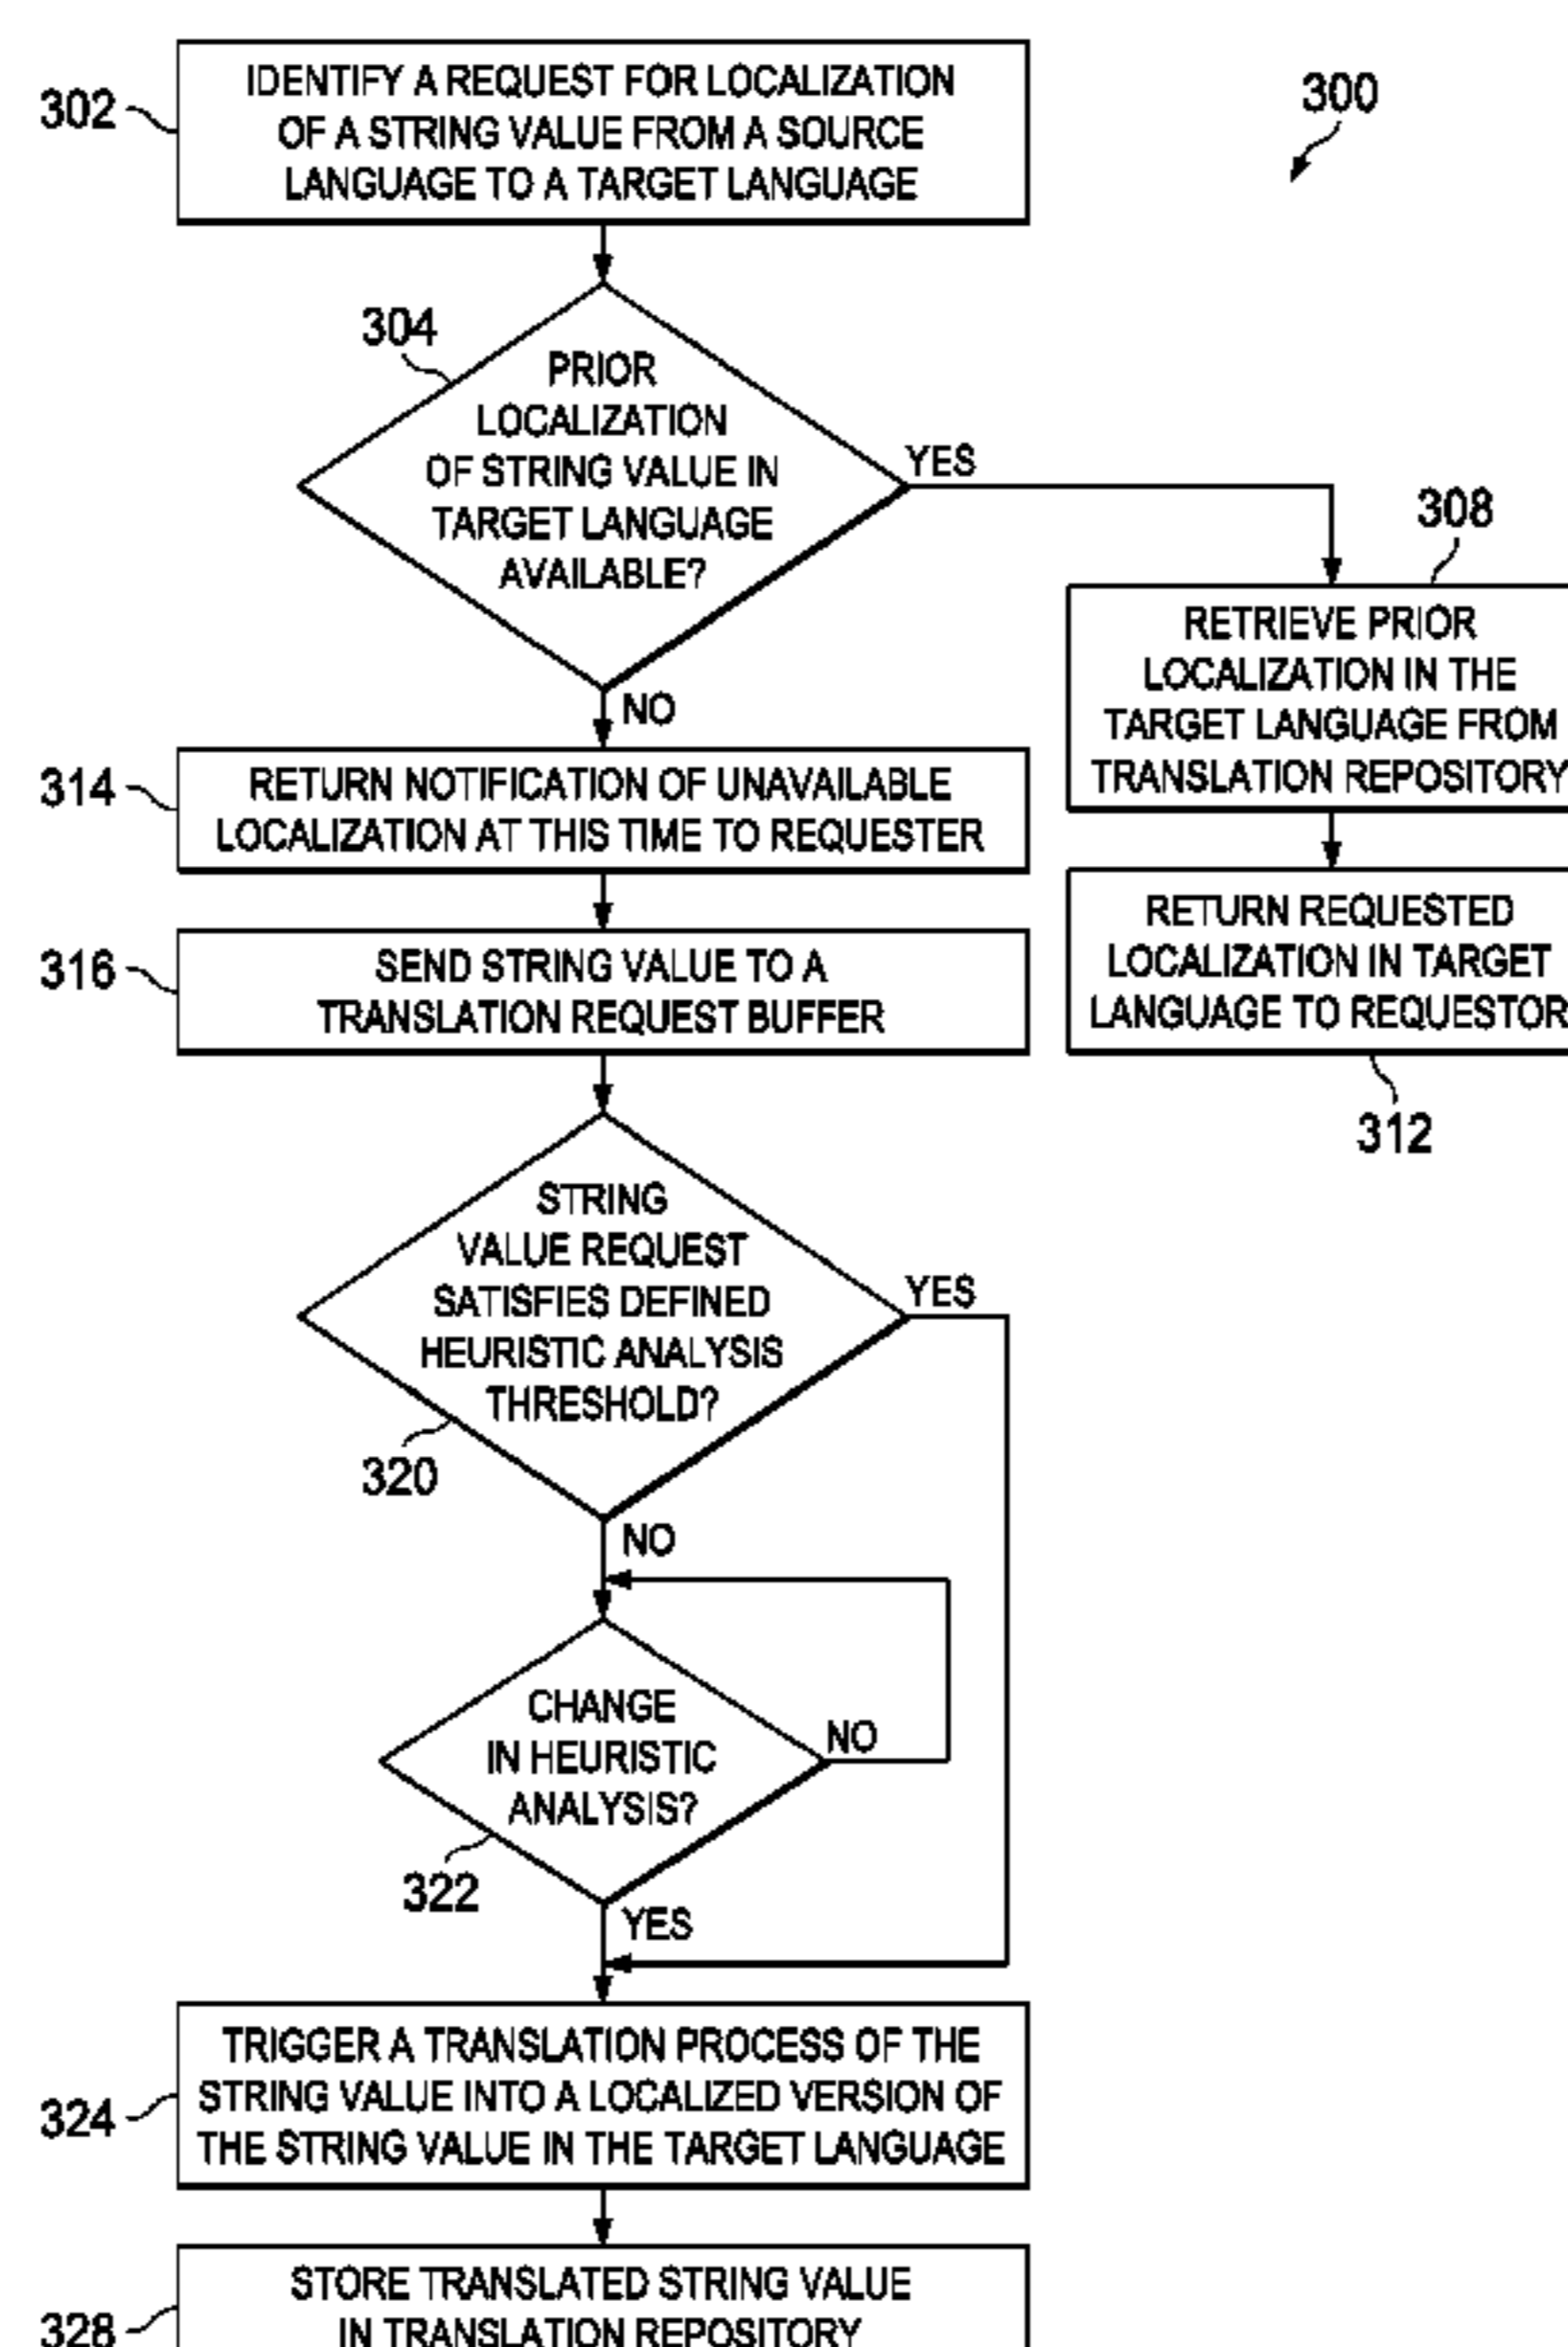 300
302
IDENTIFY A REQUEST FOR LOCALIZATION
OF A STRING VALUE FROM A SOURCE
LANGUAGE TO A TARGET LANGUAGE
304
PRIOR
LOCALIZATION
OF STRING VALUE IN
TARGET LANGUAGE
AVAILABLE?
YES
NO
308
RETRIEVE PRIOR
LOCALIZATION IN THE
TARGET LANGUAGE FROM
TRANSLATION REPOSITORY
RETURN REQUESTED
LOCALIZATION IN TARGET
LANGUAGE TO REQUESTOR
312
314
RETURN NOTIFICATION OF UNAVAILABLE
LOCALIZATION AT THIS TIME TO REQUESTER
316
SEND STRING VALUE TO A
TRANSLATION REQUEST BUFFER
STRING
VALUE REQUEST
SATISFIES DEFINED
HEURISTIC ANALYSIS
THRESHOLD?
YES
320
NO
CHANGE
IN HEURISTIC
ANALYSIS?
NO
322
YES
324
TRIGGER A TRANSLATION PROCESS OF THE
STRING VALUE INTO A LOCALIZED VERSION OF
THE STRING VALUE IN THE TARGET LANGUAGE
328
STORE TRANSLATED STRING VALUE
IN TRANSLATION REPOSITORY